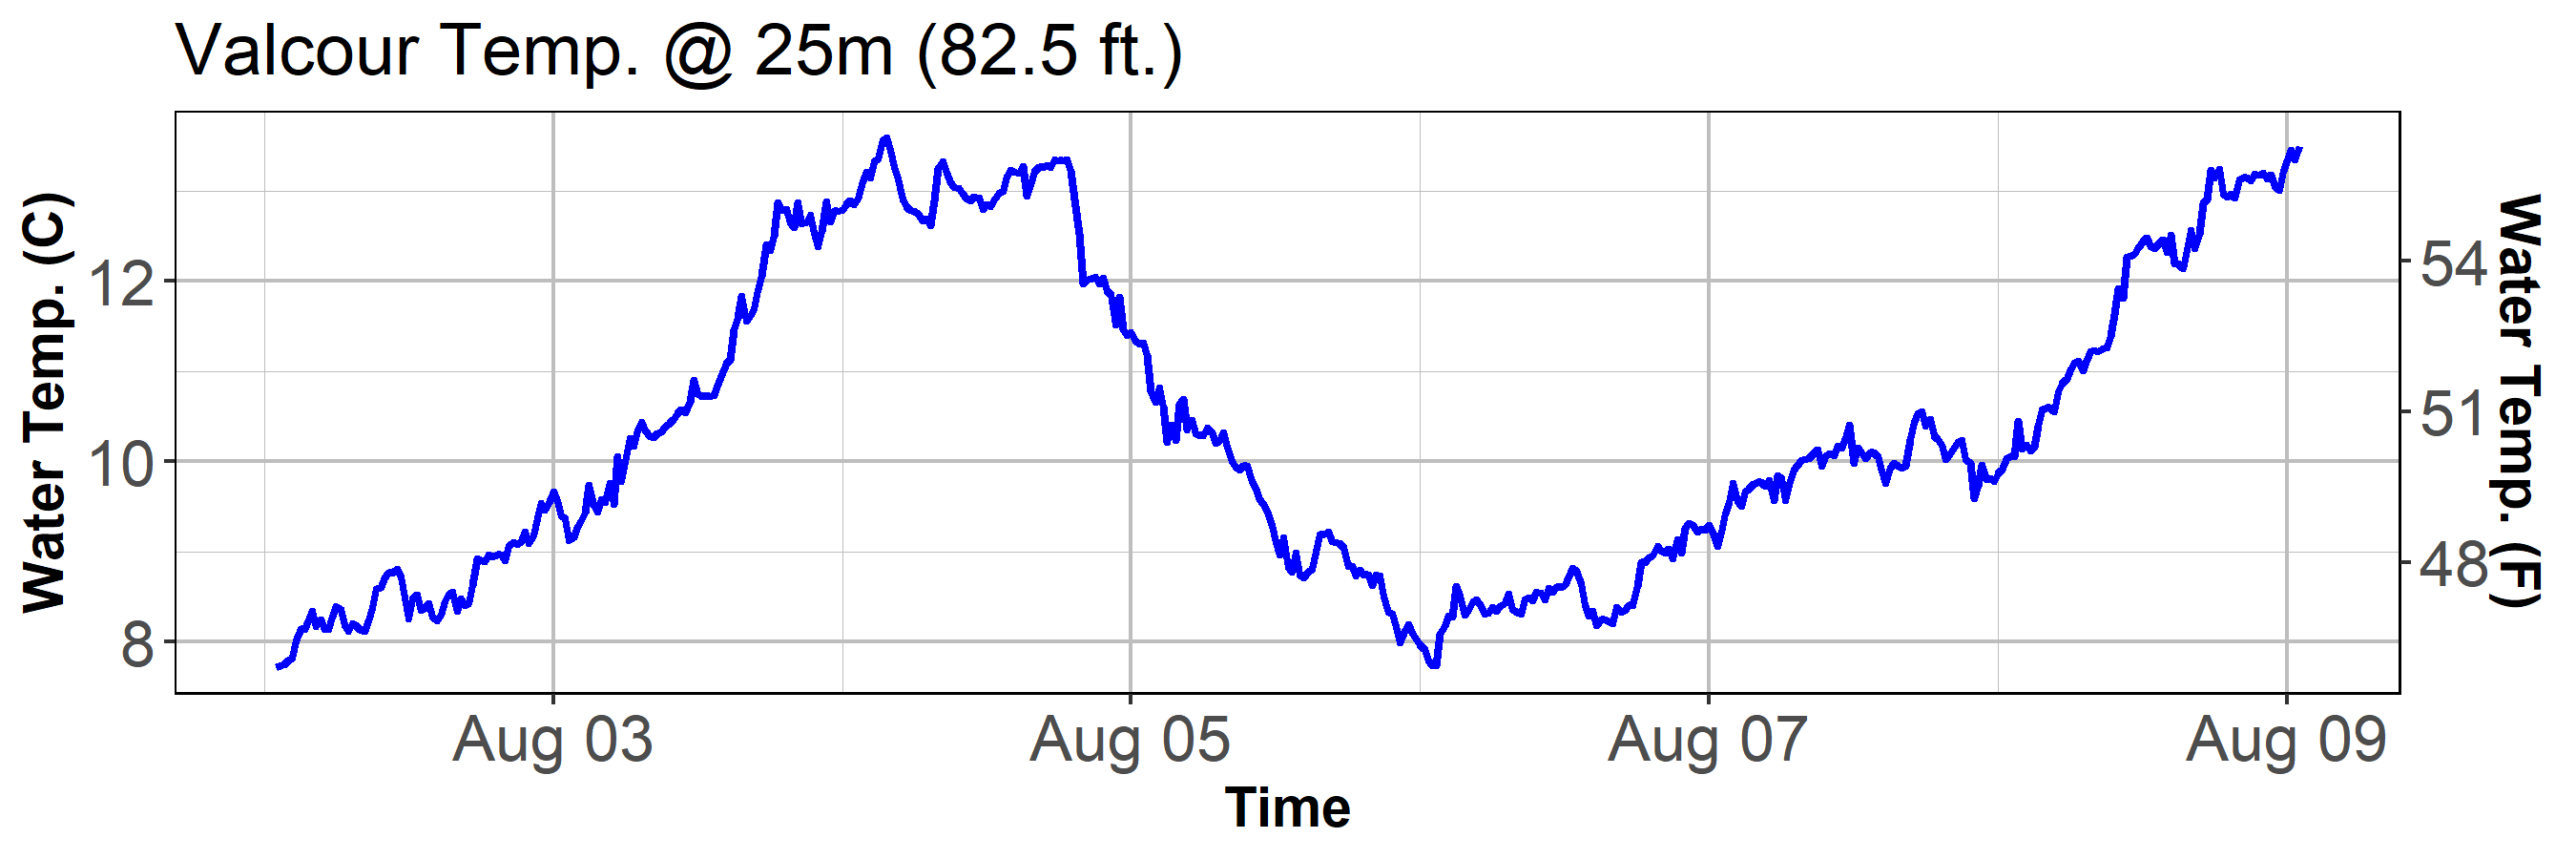 Valcour Temp. @ 25m (82.5 ft.)
Water Temp. (C)
12
10
8
54
51
48
Water Temp. (F)
Aug 03
Aug 05
Aug 07
Aug 09
Time